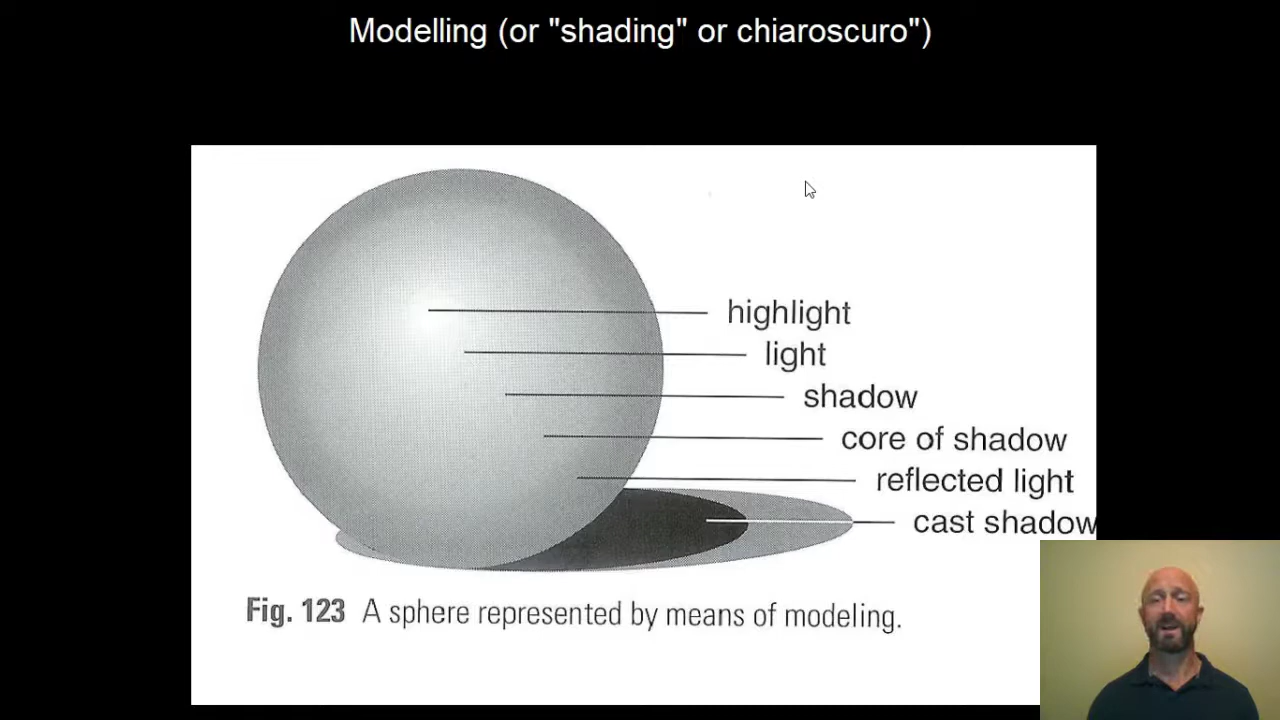 Modelling (or "shading" or chiaroscuro")
highlight
light
shadow
core of shadow
reflected light
cast shadow
Fig. 123 A sphere represented by means of modeling.